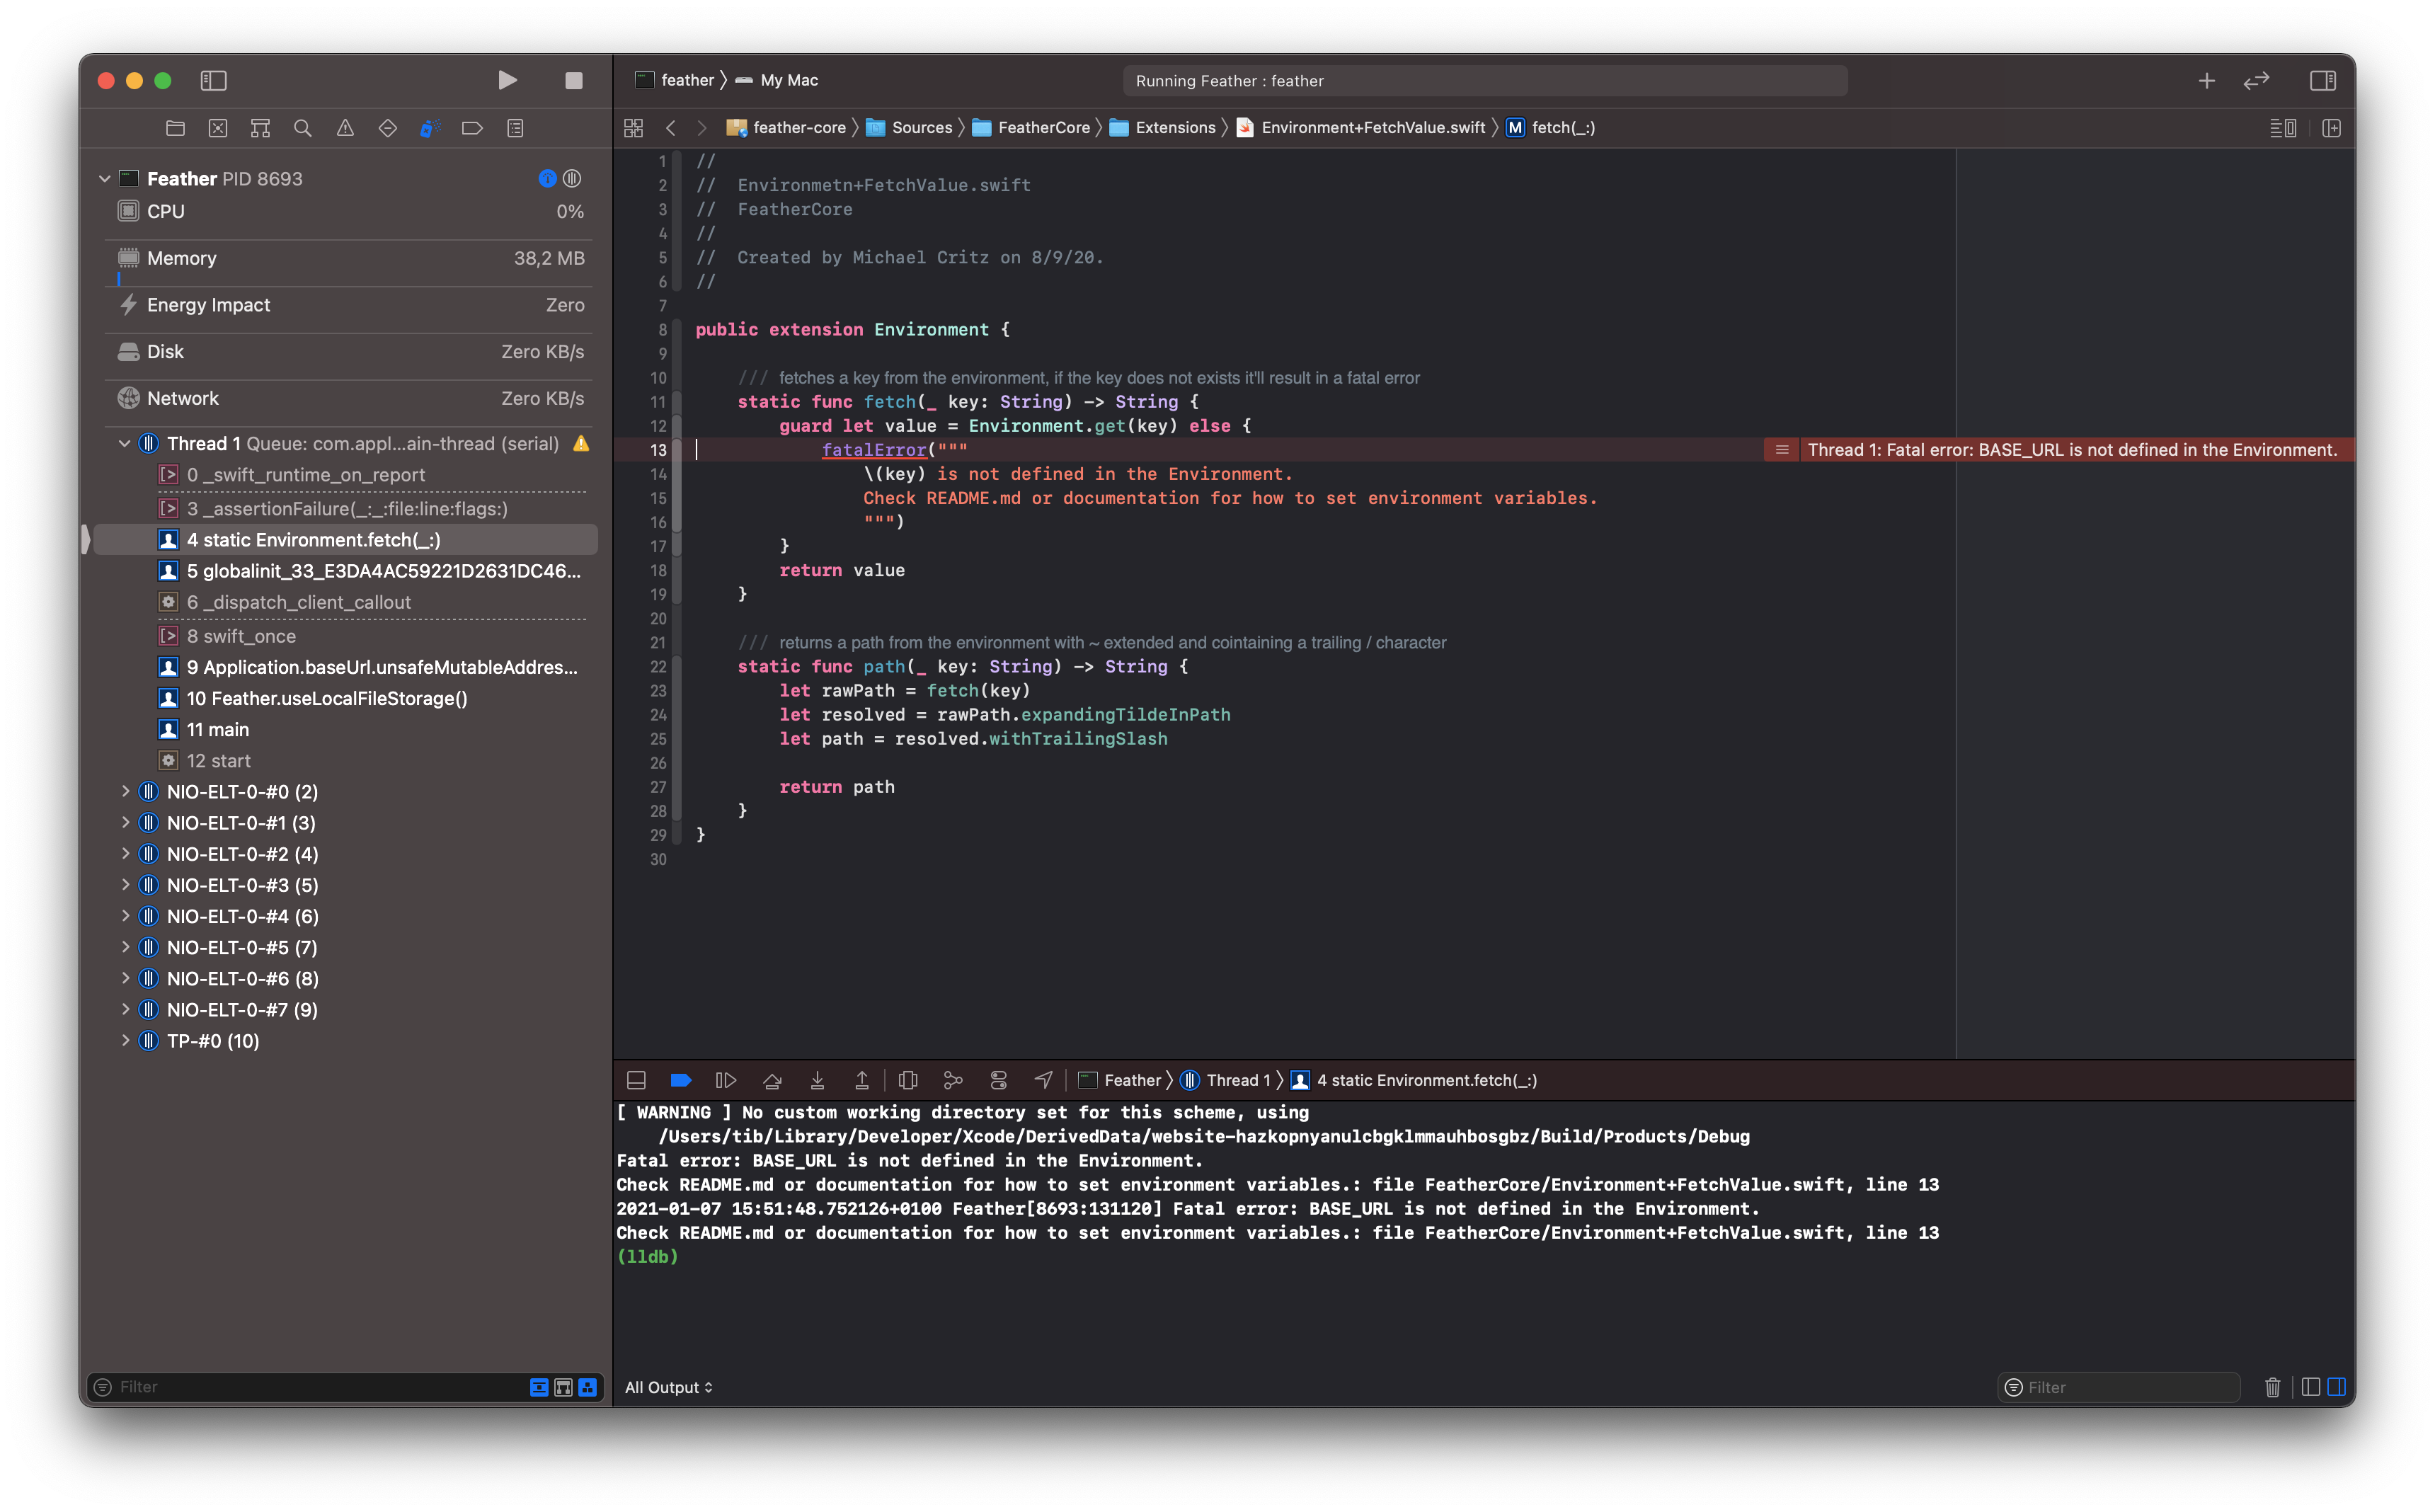 feather 〉 My Mac
Running Feather : feather
feather-core 〉 Sources 〉 FeatherCore 〉 Extensions 〉 Environment+FetchValue.swift 〉 M fetch(_:)
Feather PID 8693
CPU 0%
Memory 38,2 MB
Energy Impact Zero
Disk Zero KB/s
Network Zero KB/s
Thread 1 Queue: com.appl...ain-thread (serial)
0 _swift_runtime_on_report
3 _assertionFailure(_:_:file:line:flags:)
4 static Environment.fetch(_:)
5 globalinit_33_E3DA4AC59221D2631DC46...
6 _dispatch_client_callout
8 swift_once
9 Application.baseUrl.unsafeMutableAddres...
10 Feather.useLocalFileStorage()
11 main
12 start
NIO-ELT-0-#0 (2)
NIO-ELT-0-#1 (3)
NIO-ELT-0-#2 (4)
NIO-ELT-0-#3 (5)
NIO-ELT-0-#4 (6)
NIO-ELT-0-#5 (7)
NIO-ELT-0-#6 (8)
NIO-ELT-0-#7 (9)
TP-#0 (10)
Filter
1 //
2 //  Environmetn+FetchValue.swift
3 //  FeatherCore
4 //
5 //  Created by Michael Critz on 8/9/20.
6 //
7
8 public extension Environment {
9
10     /// fetches a key from the environment, if the key does not exists it'll result in a fatal error
11     static func fetch(_ key: String) -> String {
12         guard let value = Environment.get(key) else {
13             fatalError("""
Thread 1: Fatal error: BASE_URL is not defined in the Environment.
14                 \(key) is not defined in the Environment.
15                 Check README.md or documentation for how to set environment variables.
16                 """)
17         }
18         return value
19     }
20
21     /// returns a path from the environment with ~ extended and cointaining a trailing / character
22     static func path(_ key: String) -> String {
23         let rawPath = fetch(key)
24         let resolved = rawPath.expandingTildeInPath
25         let path = resolved.withTrailingSlash
26
27         return path
28     }
29 }
30
Feather 〉 Thread 1 〉 4 static Environment.fetch(_:)
[ WARNING ] No custom working directory set for this scheme, using
/Users/tib/Library/Developer/Xcode/DerivedData/website-hazkopnyanulcbgklmmauhbosgbz/Build/Products/Debug
Fatal error: BASE_URL is not defined in the Environment.
Check README.md or documentation for how to set environment variables.: file FeatherCore/Environment+FetchValue.swift, line 13
2021-01-07 15:51:48.752126+0100 Feather[8693:131120] Fatal error: BASE_URL is not defined in the Environment.
Check README.md or documentation for how to set environment variables.: file FeatherCore/Environment+FetchValue.swift, line 13
(lldb)
All Output
Filter